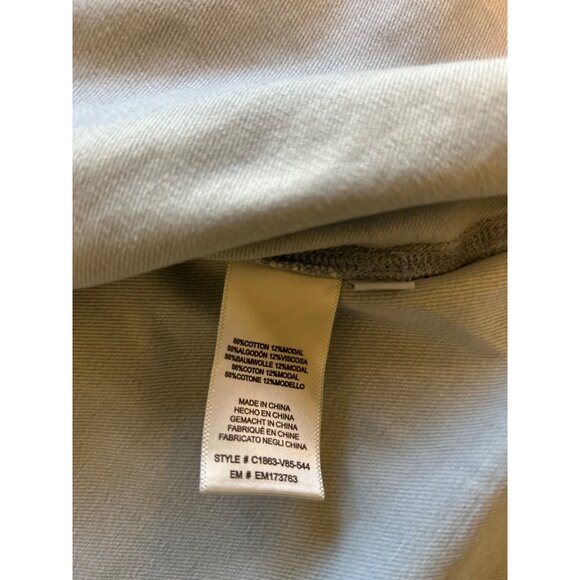 88%COTTON 12%MODAL
88%ALGODÓN 12%VISCOSA
88%BAUMWOLLE 12%MODAL
88%COTON 12%MODAL
88%COTONE 12%MODELLO
MADE IN CHINA
HECHO EN CHINA
GEMACHT IN CHINA
FABRIQUÉ EN CHINE
FABRICATO NEGLI CHINA
STYLE # C1863-V85-544
EM # EM173763